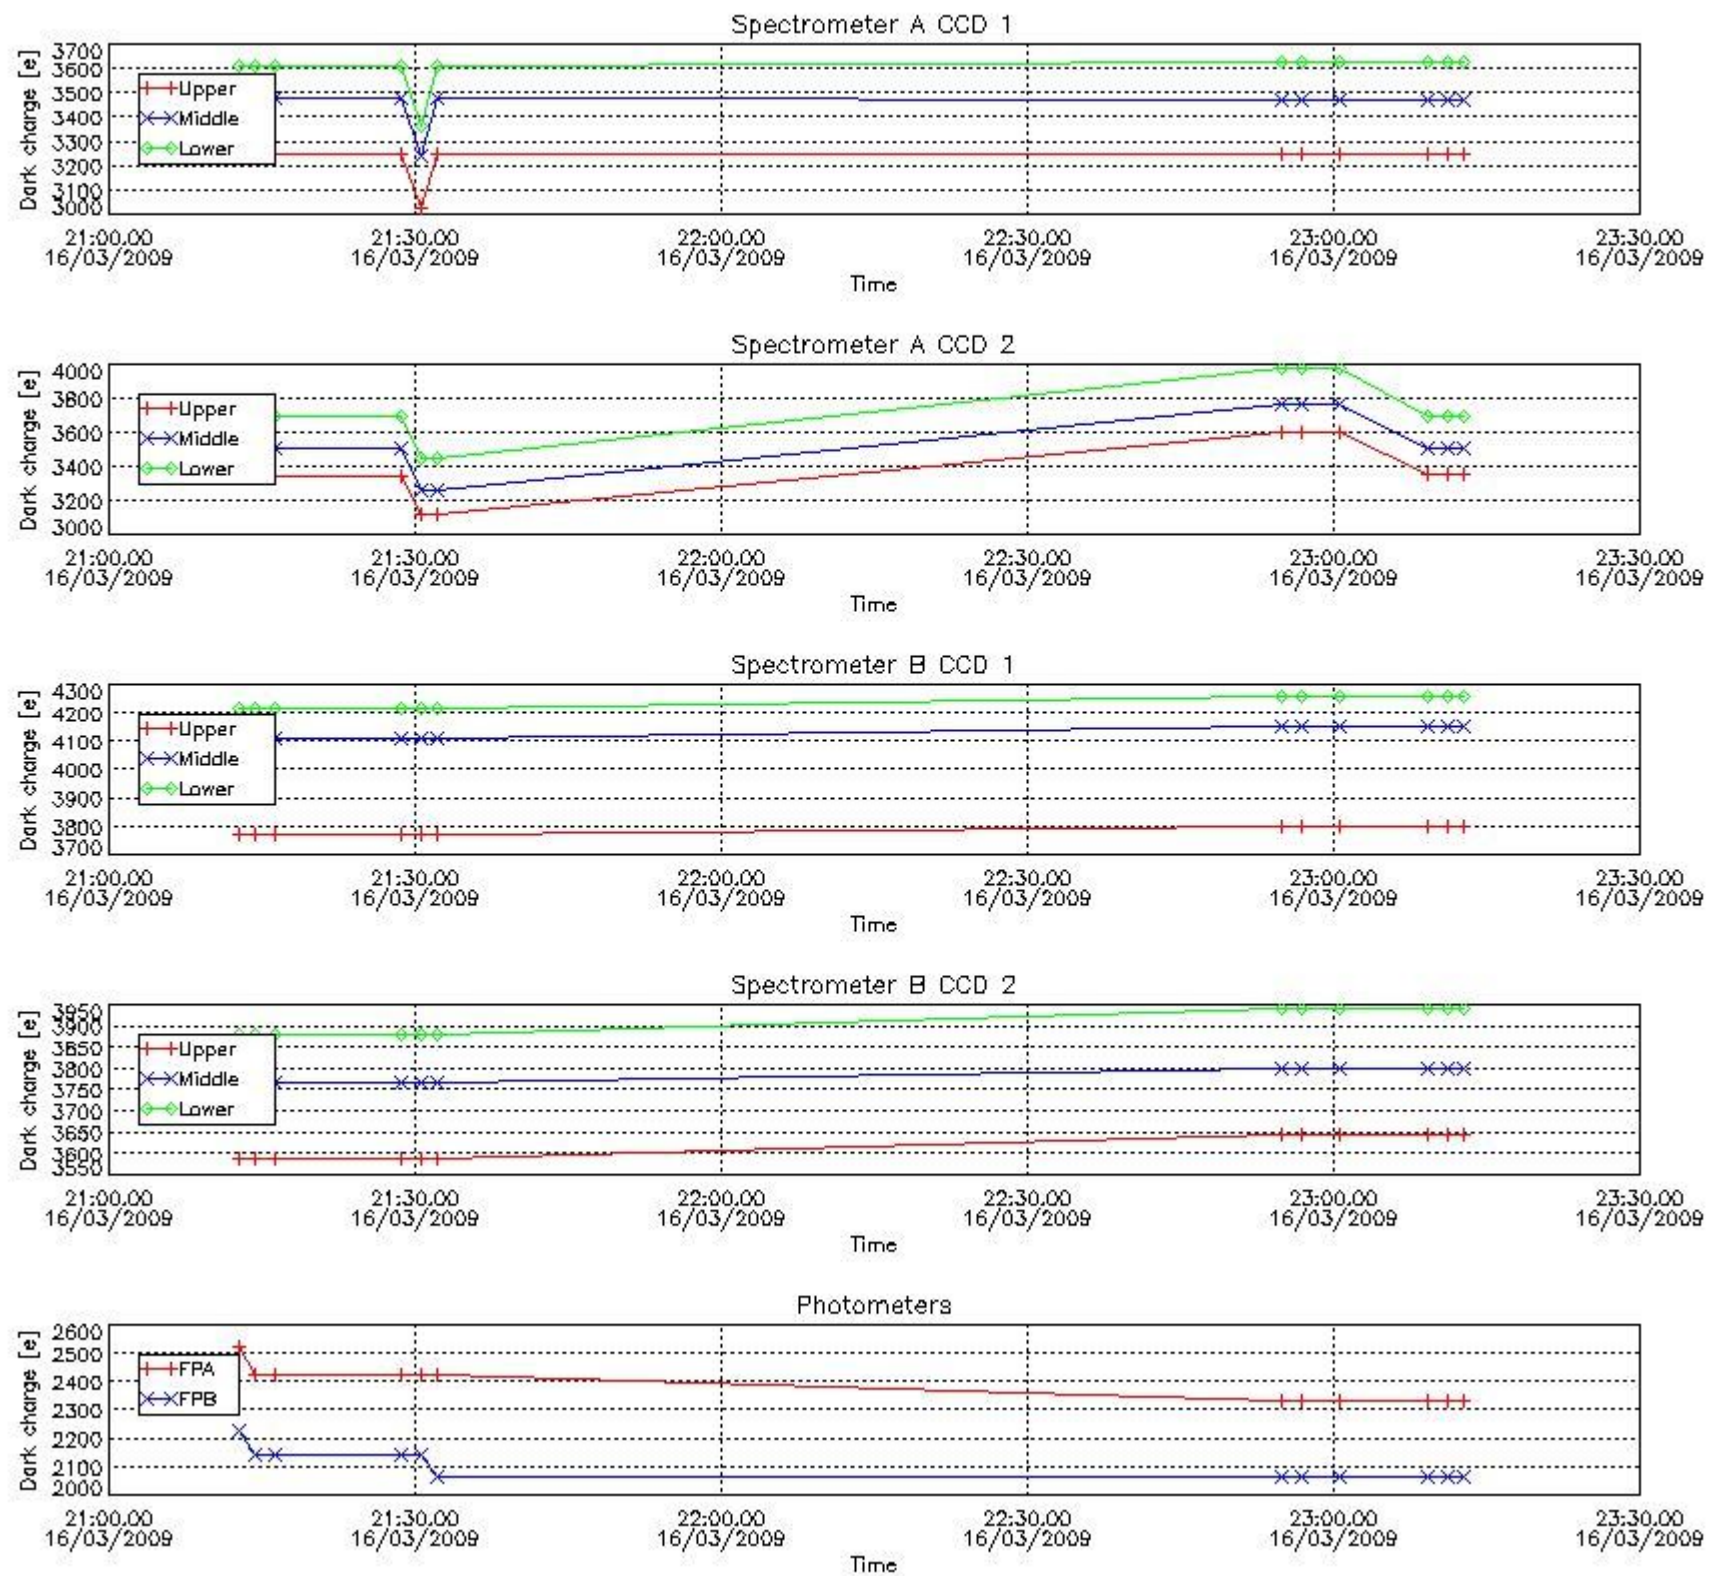 Spectrometer A CCD 1
Dark charge [e]
3700
3600
3500
3400
3300
3200
3100
3000
Upper
Middle
Lower
21:00.00 21:30.00 22:00.00 22:30.00 23:00.00 23:30.00
16/03/2009 16/03/2009 16/03/2009 16/03/2009 16/03/2009 16/03/2009
Time
Spectrometer A CCD 2
Dark charge [e]
4000
3800
3600
3400
3200
3000
Upper
Middle
Lower
21:00.00 21:30.00 22:00.00 22:30.00 23:00.00 23:30.00
16/03/2009 16/03/2009 16/03/2009 16/03/2009 16/03/2009 16/03/2009
Time
Spectrometer B CCD 1
Dark charge [e]
4300
4200
4100
4000
3900
3800
3700
Upper
Middle
Lower
21:00.00 21:30.00 22:00.00 22:30.00 23:00.00 23:30.00
16/03/2009 16/03/2009 16/03/2009 16/03/2009 16/03/2009 16/03/2009
Time
Spectrometer B CCD 2
Dark charge [e]
3950
3900
3850
3800
3750
3700
3650
3600
3550
Upper
Middle
Lower
21:00.00 21:30.00 22:00.00 22:30.00 23:00.00 23:30.00
16/03/2009 16/03/2009 16/03/2009 16/03/2009 16/03/2009 16/03/2009
Time
Photometers
Dark charge [e]
2600
2500
2400
2300
2200
2100
2000
FPA
FPB
21:00.00 21:30.00 22:00.00 22:30.00 23:00.00 23:30.00
16/03/2009 16/03/2009 16/03/2009 16/03/2009 16/03/2009 16/03/2009
Time